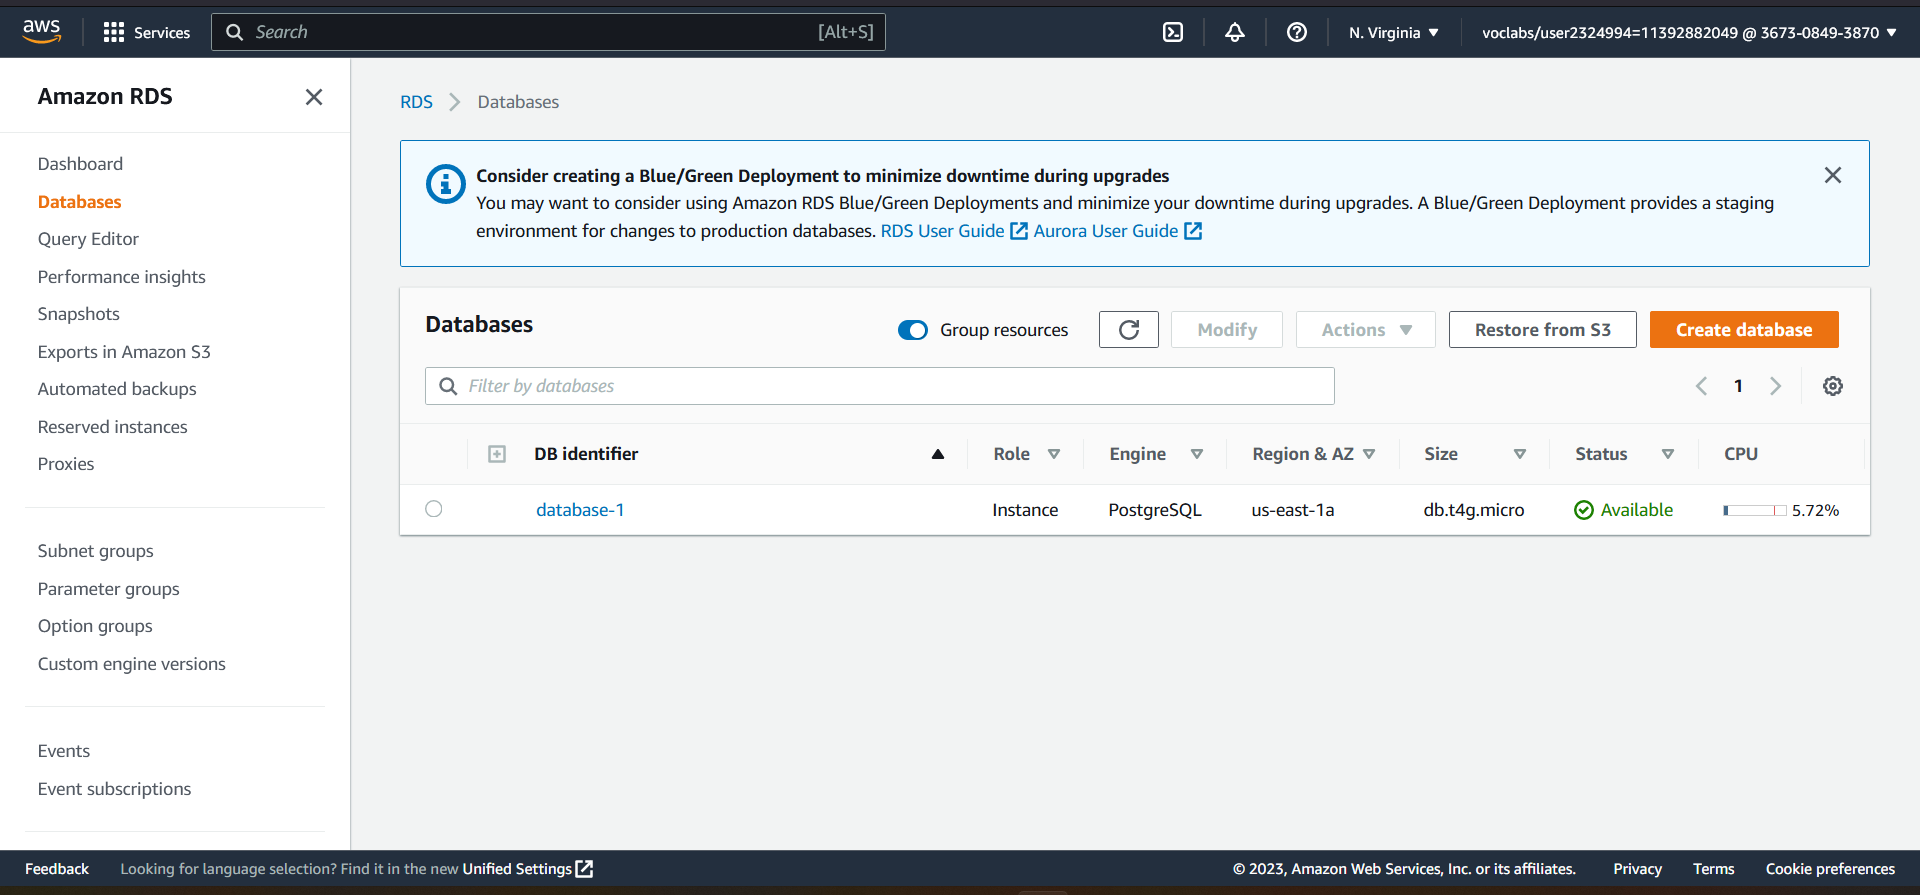 aws
Services
Search
[Alt+S]
N. Virginia
voclabs/user2324994=11392882049 @ 3673-0849-3870
Amazon RDS
Dashboard
Databases
Query Editor
Performance insights
Snapshots
Exports in Amazon S3
Automated backups
Reserved instances
Proxies
Subnet groups
Parameter groups
Option groups
Custom engine versions
Events
Event subscriptions
RDS
Databases
Consider creating a Blue/Green Deployment to minimize downtime during upgrades
You may want to consider using Amazon RDS Blue/Green Deployments and minimize your downtime during upgrades. A Blue/Green Deployment provides a staging
environment for changes to production databases. RDS User Guide Aurora User Guide
Databases
Group resources
Modify
Actions
Restore from S3
Create database
Filter by databases
1
DB identifier
Role
Engine
Region & AZ
Size
Status
CPU
database-1
Instance
PostgreSQL
us-east-1a
db.t4g.micro
Available
5.72%
Feedback
Looking for language selection? Find it in the new Unified Settings
© 2023, Amazon Web Services, Inc. or its affiliates.
Privacy
Terms
Cookie preferences